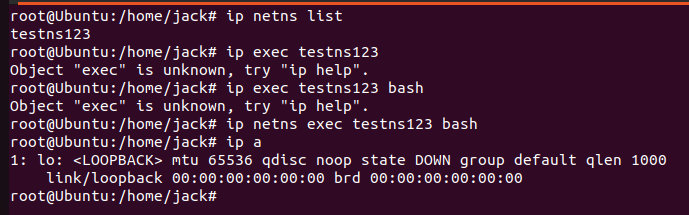 root@Ubuntu:/home/jack# ip netns list
testns123
root@Ubuntu:/home/jack# ip exec testns123
Object "exec" is unknown, try "ip help".
root@Ubuntu:/home/jack# ip exec testns123 bash
Object "exec" is unknown, try "ip help".
root@Ubuntu:/home/jack# ip netns exec testns123 bash
root@Ubuntu:/home/jack# ip a
1: lo: <LOOPBACK> mtu 65536 qdisc noop state DOWN group default qlen 1000
    link/loopback 00:00:00:00:00:00 brd 00:00:00:00:00:00
root@Ubuntu:/home/jack#